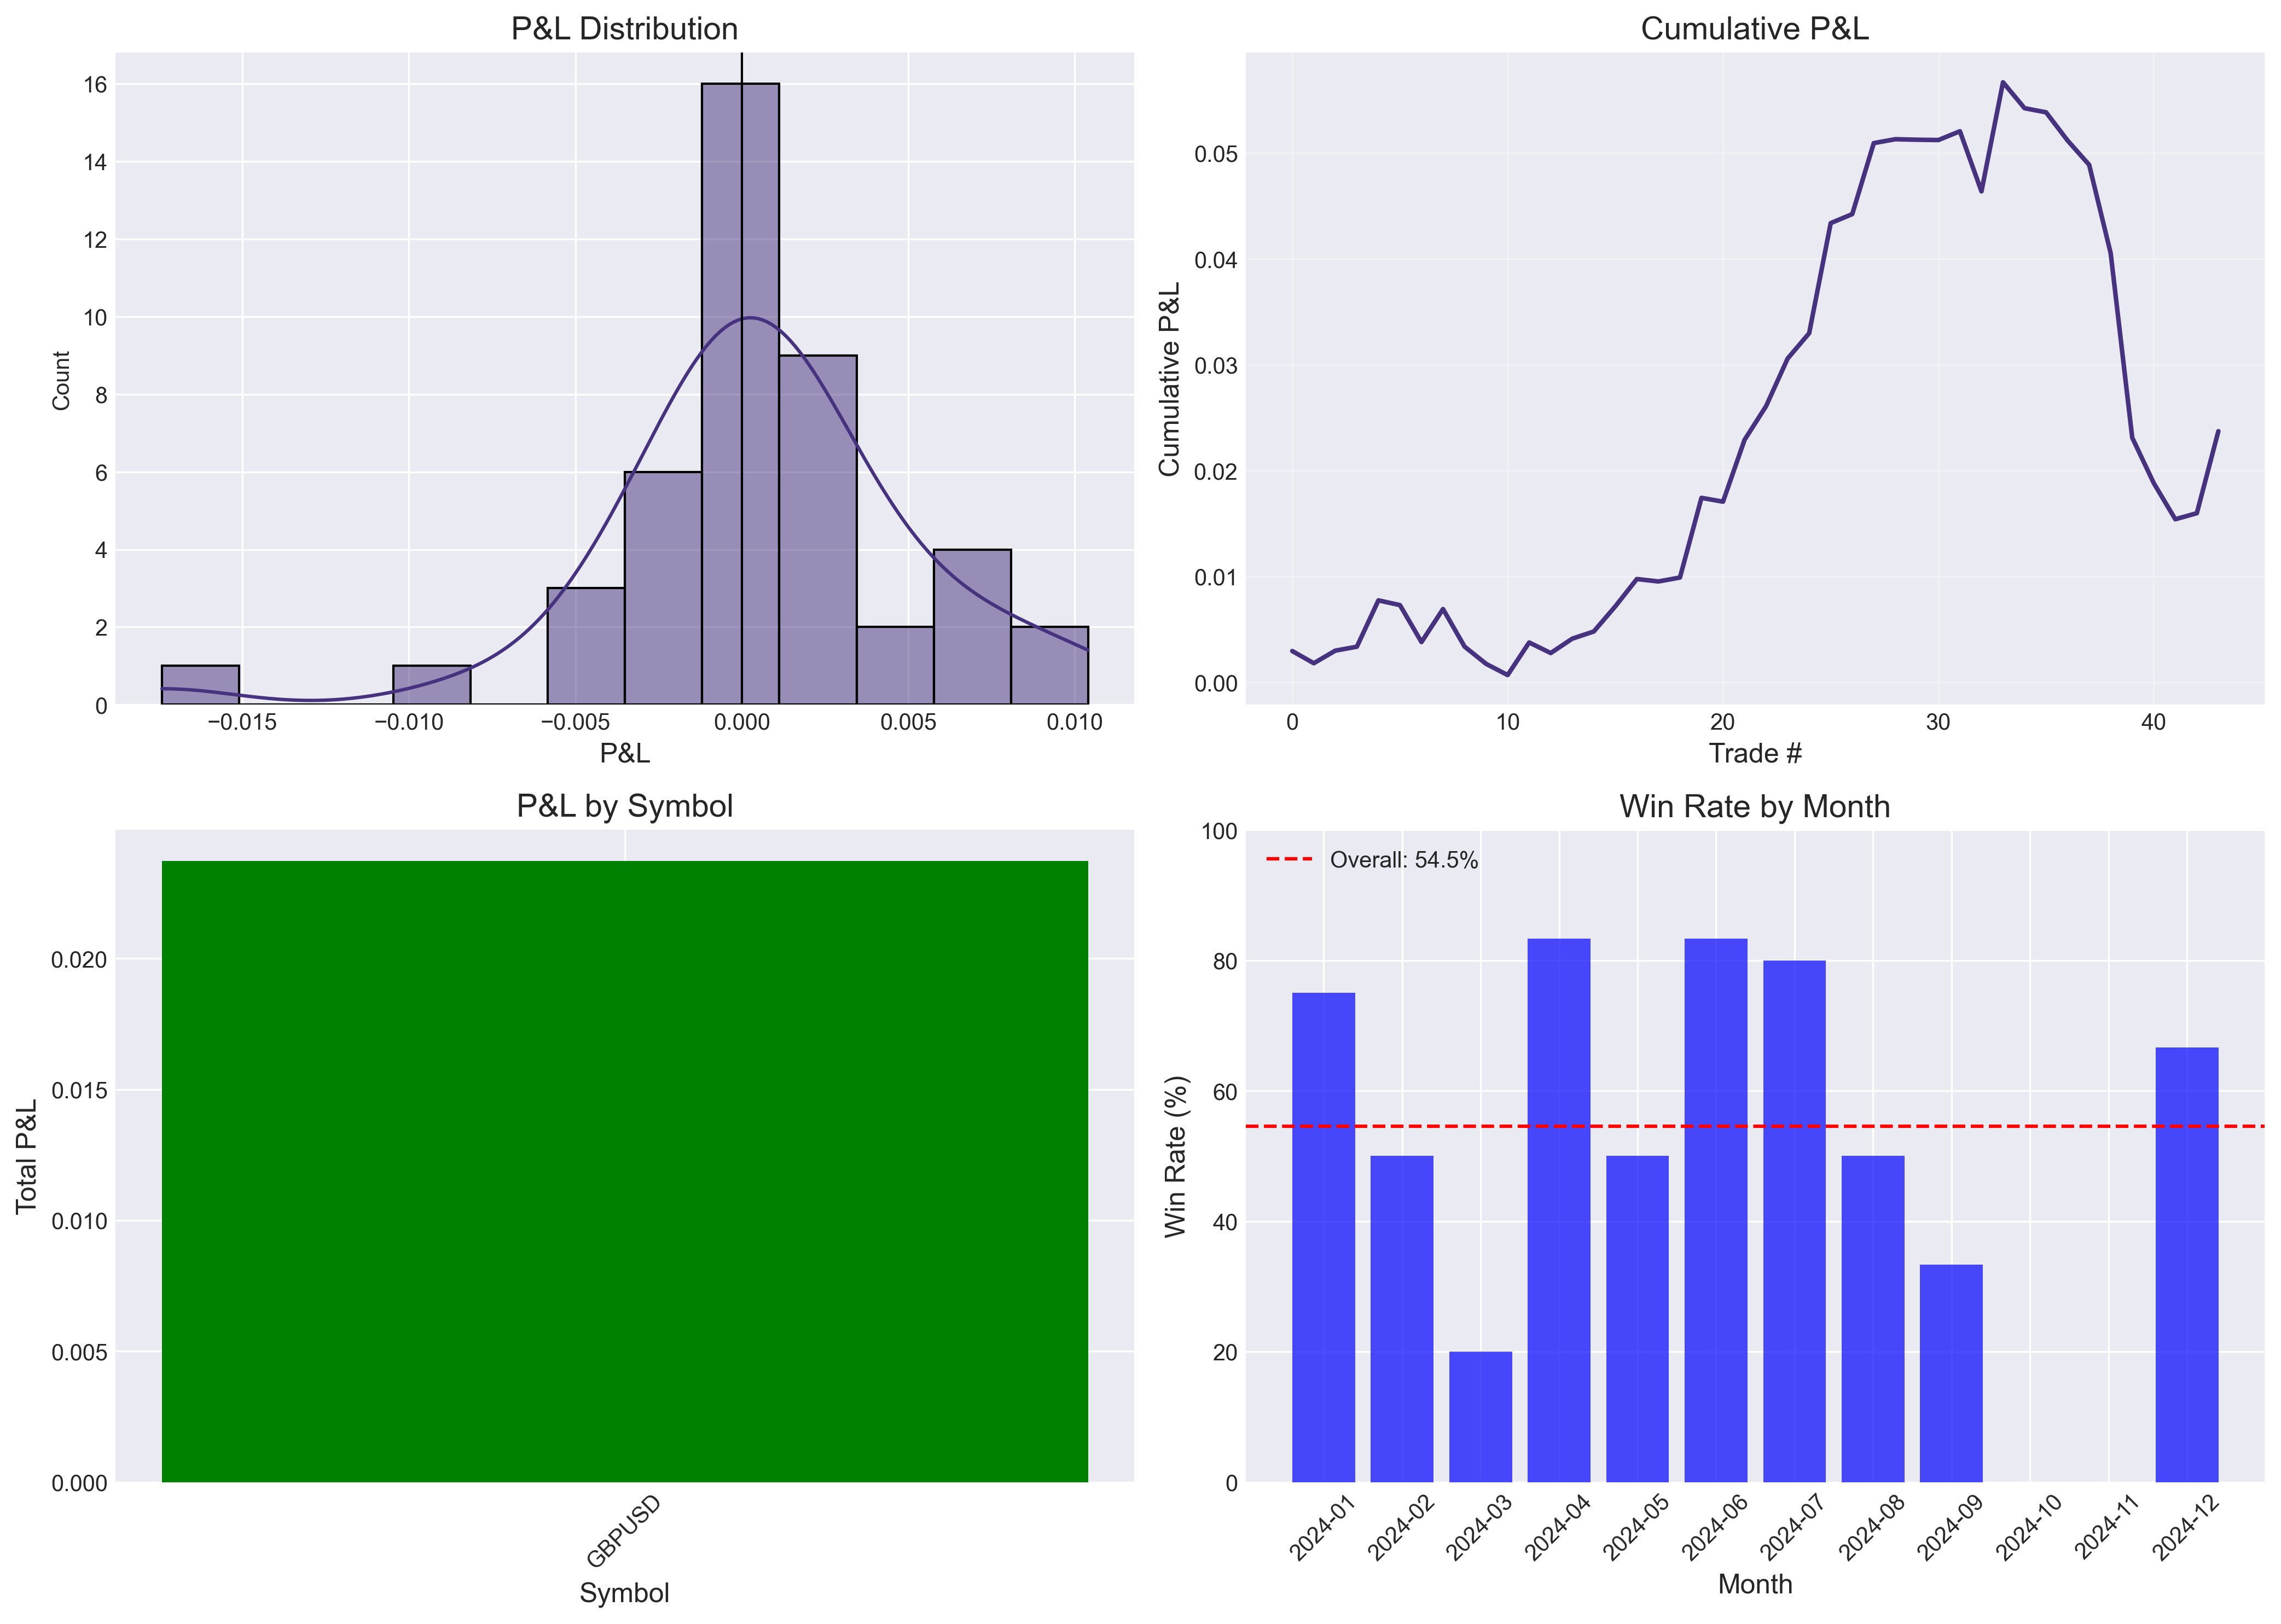 P&L Distribution
Count
16
14
12
10
8
6
4
2
0
−0.015 −0.010 −0.005 0.000 0.005 0.010
P&L
Cumulative P&L
Cumulative P&L
0.05
0.04
0.03
0.02
0.01
0.00
0 10 20 30 40
Trade #
P&L by Symbol
Total P&L
0.020
0.015
0.010
0.005
0.000
GBPUSD
Symbol
Win Rate by Month
Win Rate (%)
100
80
60
40
20
0
Overall: 54.5%
2024-01 2024-02 2024-03 2024-04 2024-05 2024-06 2024-07 2024-08 2024-09 2024-10 2024-11 2024-12
Month